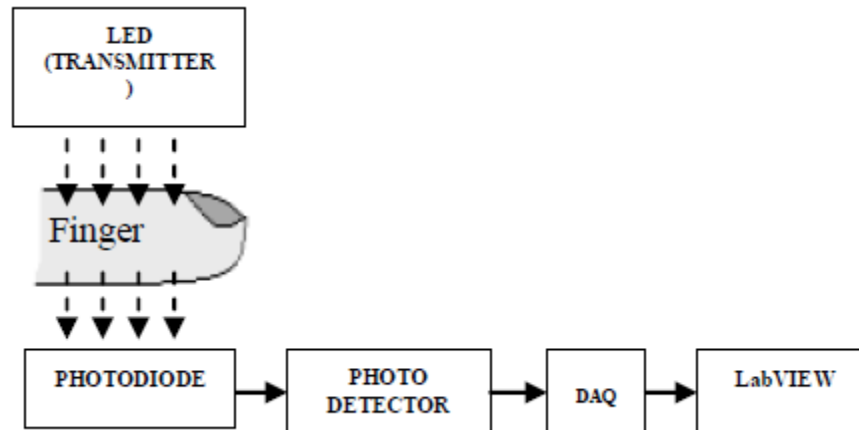 LED
(TRANSMITTER
)
Finger
PHOTODIODE
PHOTO
DETECTOR
DAQ
LabVIEW